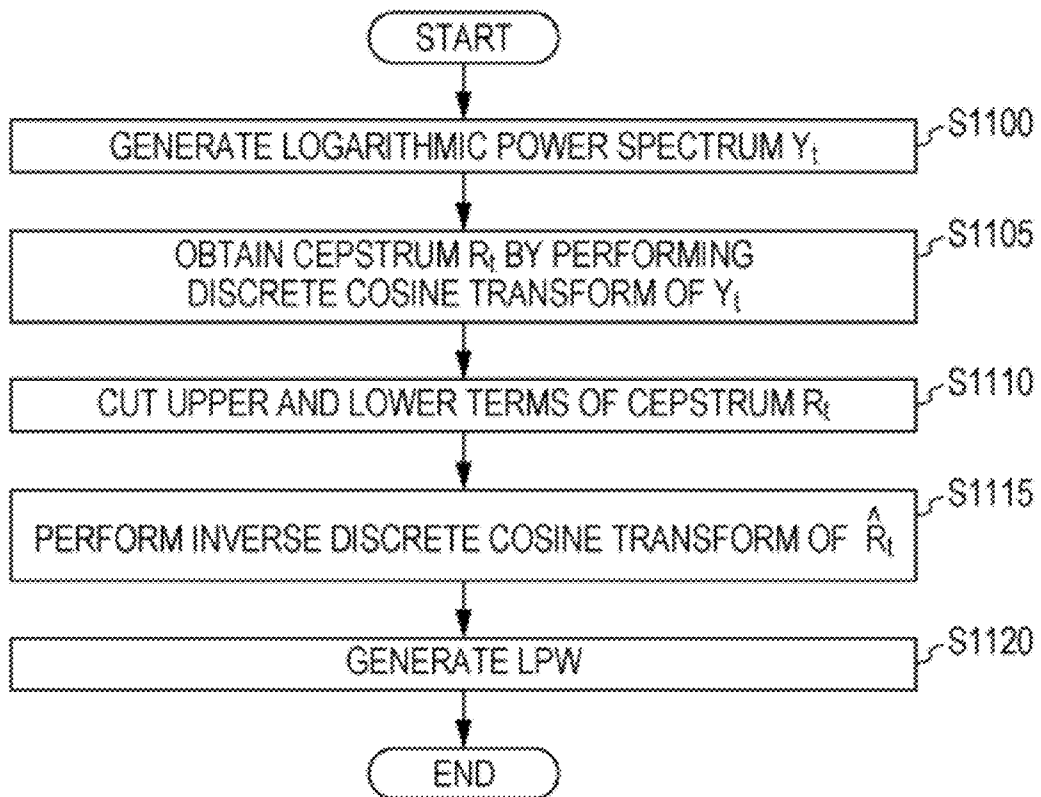 START
GENERATE LOGARITHMIC POWER SPECTRUM Yₜ
S1100
OBTAIN CEPSTRUM Rₜ BY PERFORMING
DISCRETE COSINE TRANSFORM OF Yₜ
S1105
CUT UPPER AND LOWER TERMS OF CEPSTRUM Rₜ
S1110
PERFORM INVERSE DISCRETE COSINE TRANSFORM OF R̂ₜ
S1115
GENERATE LPW
S1120
END